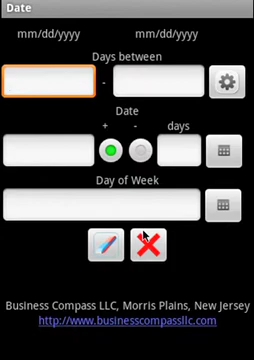 Date
mm/dd/yyyy mm/dd/yyyy
Days between
-
Date
+ - days
Day of Week
Business Compass LLC, Morris Plains, New Jersey
http://www.businesscompassllc.com